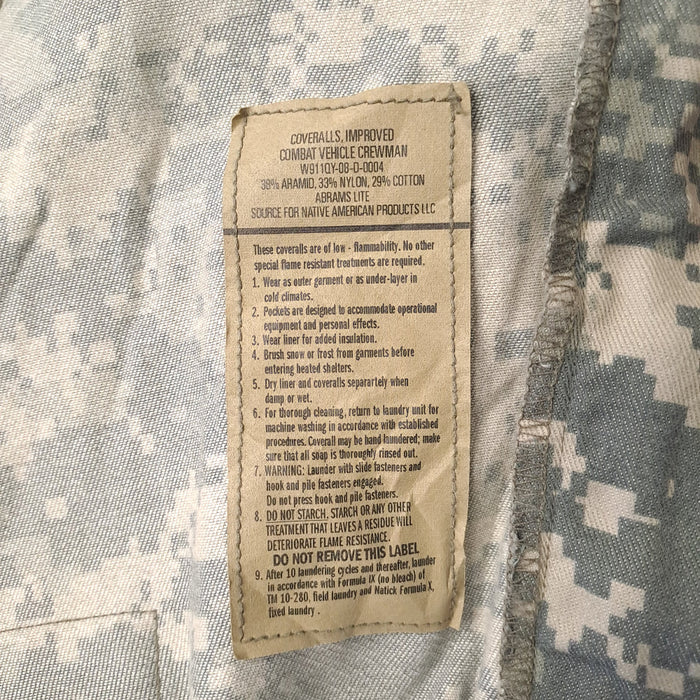 COVERALLS, IMPROVED
COMBAT VEHICLE CREWMAN
W911QY-08-D-0004
38% ARAMID, 33% NYLON, 29% COTTON
ABRAMS LITE
SOURCE FOR NATIVE AMERICAN PRODUCTS LLC
These coveralls are of low - flammability. No other
special flame resistant treatments are required.
1. Wear as outer garment or as under-layer in
cold climates.
2. Pockets are designed to accommodate operational
equipment and personal effects.
3. Wear liner for added insulation.
4. Brush snow or frost from garments before
entering heated shelters.
5. Dry liner and coveralls separartely when
damp or wet.
6. For thorough cleaning, return to laundry unit for
machine washing in accordance with established
procedures. Coverall may be hand laundered; make
sure that all soap is thoroughly rinsed out.
7. WARNING: Launder with slide fasteners and
hook and pile fasteners engaged.
Do not press hook and pile fasteners.
8. DO NOT STARCH, STARCH OR ANY OTHER
TREATMENT THAT LEAVES A RESIDUE WILL
DETERIORATE FLAME RESISTANCE.
DO NOT REMOVE THIS LABEL
9. After 10 laundering cycles and thereafter, launder
in accordance with Formula IX (no bleach) of
TM 10-280, field laundry and Natick Formula X,
fixed laundry .